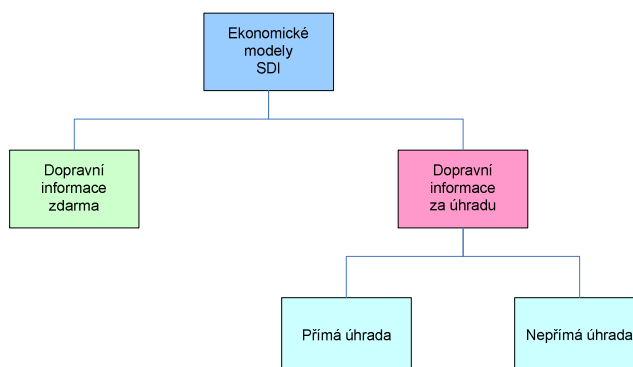 Ekonomické
modely
SDI
Dopravní
informace
zdarma
Dopravní
informace
za úhradu
Přímá úhrada
Nepřímá úhrada